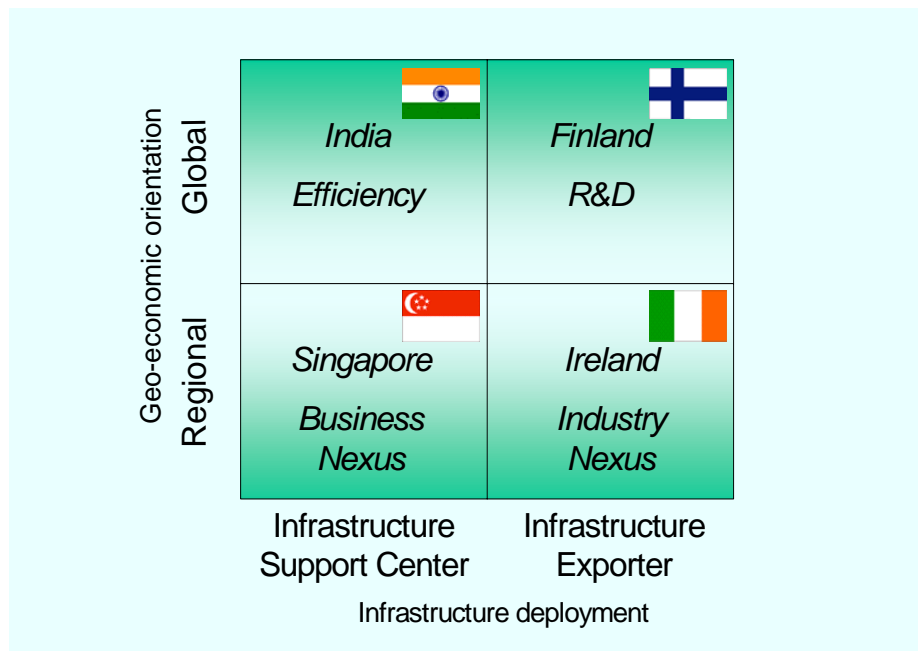 Geo-economic orientation
Global
Regional
India
Efficiency
Finland
R&D
Singapore
Business
Nexus
Ireland
Industry
Nexus
Infrastructure
Support Center
Infrastructure
Exporter
Infrastructure deployment